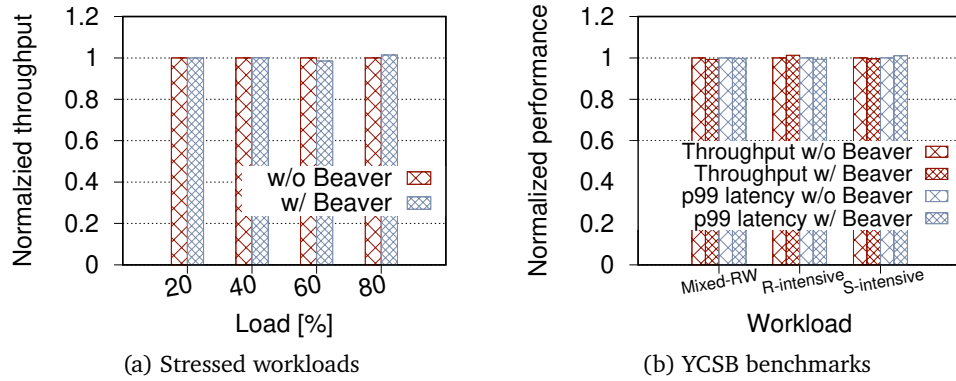 Normalzied throughput
1.2
1
0.8
0.6
0.4
0.2
0
w/o Beaver
w/ Beaver
20 40 60 80
Load [%]
(a) Stressed workloads
Normalized performance
1.2
1
0.8
0.6
0.4
0.2
0
Throughput w/o Beaver
Throughput w/ Beaver
p99 latency w/o Beaver
p99 latency w/ Beaver
Mixed-RW R-intensive S-intensive
Workload
(b) YCSB benchmarks